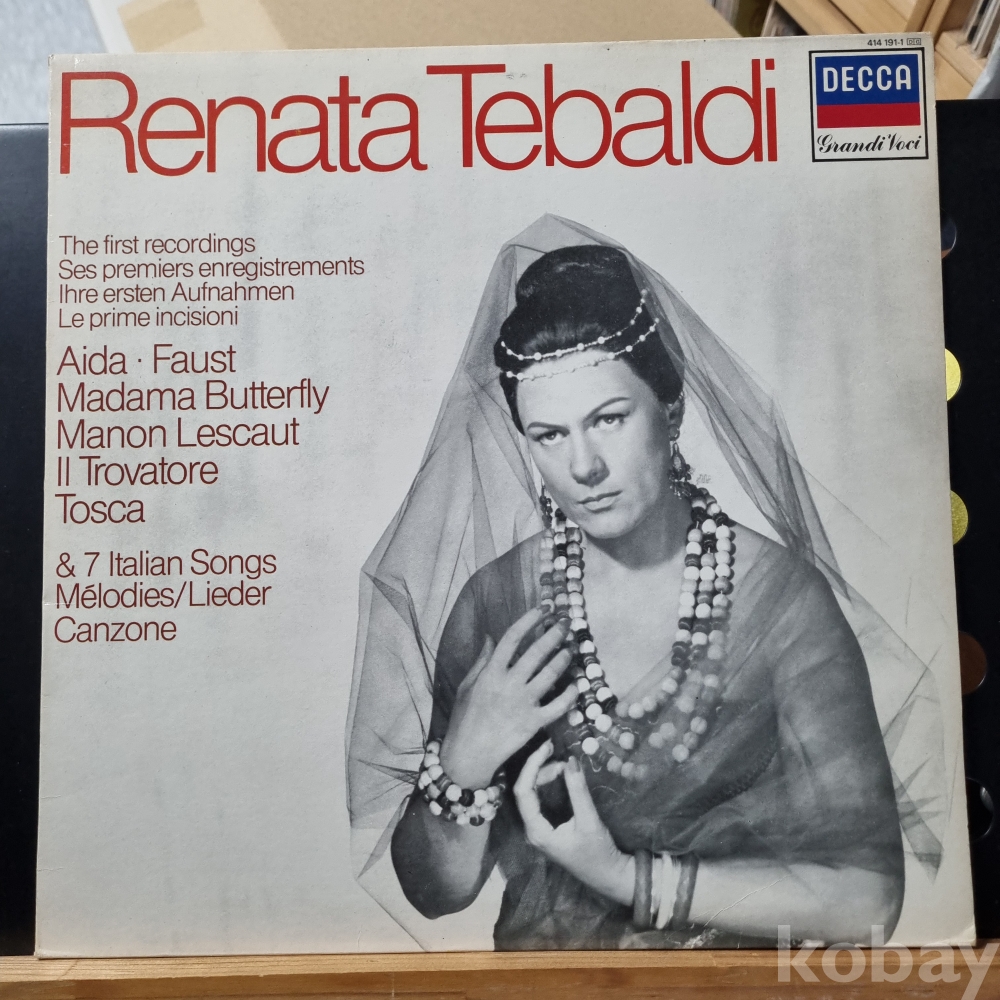 414 191-1
Renata Tebaldi
DECCA
Grandi Voci
The first recordings
Ses premiers enregistrements
Ihre ersten Aufnahmen
Le prime incisioni
Aida · Faust
Madama Butterfly
Manon Lescaut
Il Trovatore
Tosca
& 7 Italian Songs
Mélodies/Lieder
Canzone
kobay